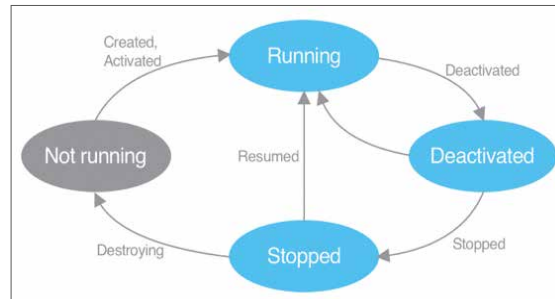 Created,
Activated
Running
Deactivated
Not running
Resumed
Deactivated
Destroying
Stopped
Stopped